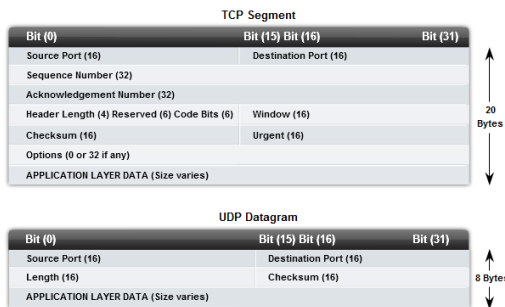 TCP Segment
Bit (0) Bit (15) Bit (16) Bit (31)
Source Port (16) Destination Port (16)
Sequence Number (32)
Acknowledgement Number (32)
Header Length (4) Reserved (6) Code Bits (6) Window (16)
Checksum (16) Urgent (16)
Options (0 or 32 if any)
APPLICATION LAYER DATA (Size varies)
20
Bytes
UDP Datagram
Bit (0) Bit (15) Bit (16) Bit (31)
Source Port (16) Destination Port (16)
Length (16) Checksum (16)
APPLICATION LAYER DATA (Size varies)
8 Bytes